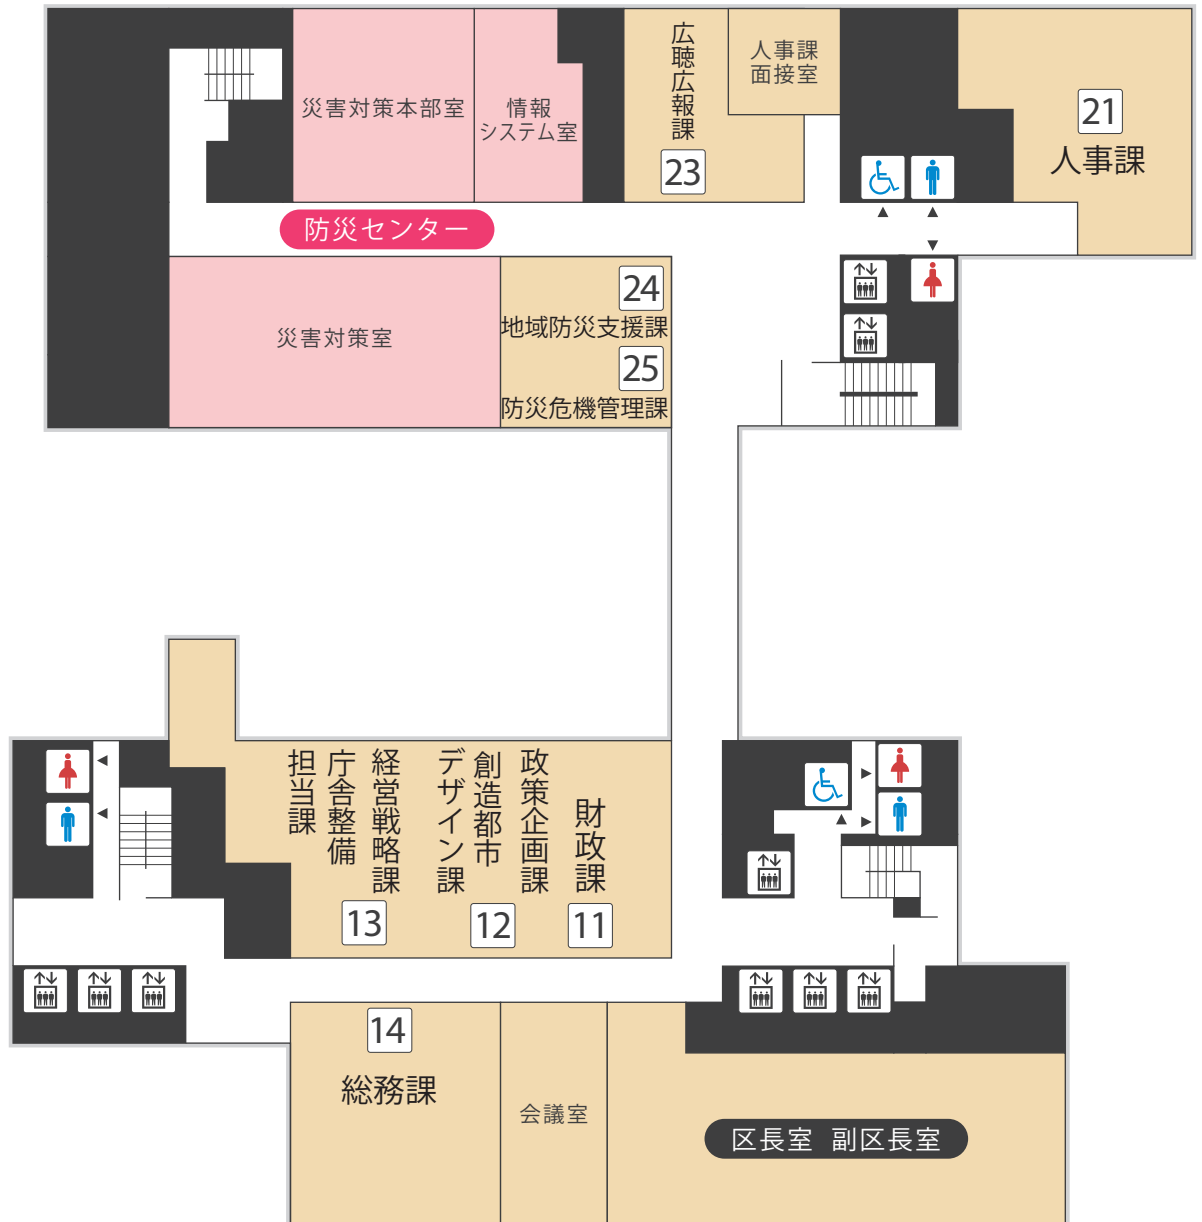 災害対策本部室
情報
システム室
広聴広報課
23
人事課
面接室
21
人事課
防災センター
災害対策室
24
地域防災支援課
25
防災危機管理課
経営戦略課
庁舎整備
担当課
13
政策企画課
創造都市
デザイン課
12
財政課
11
14
総務課
会議室
区長室 副区長室